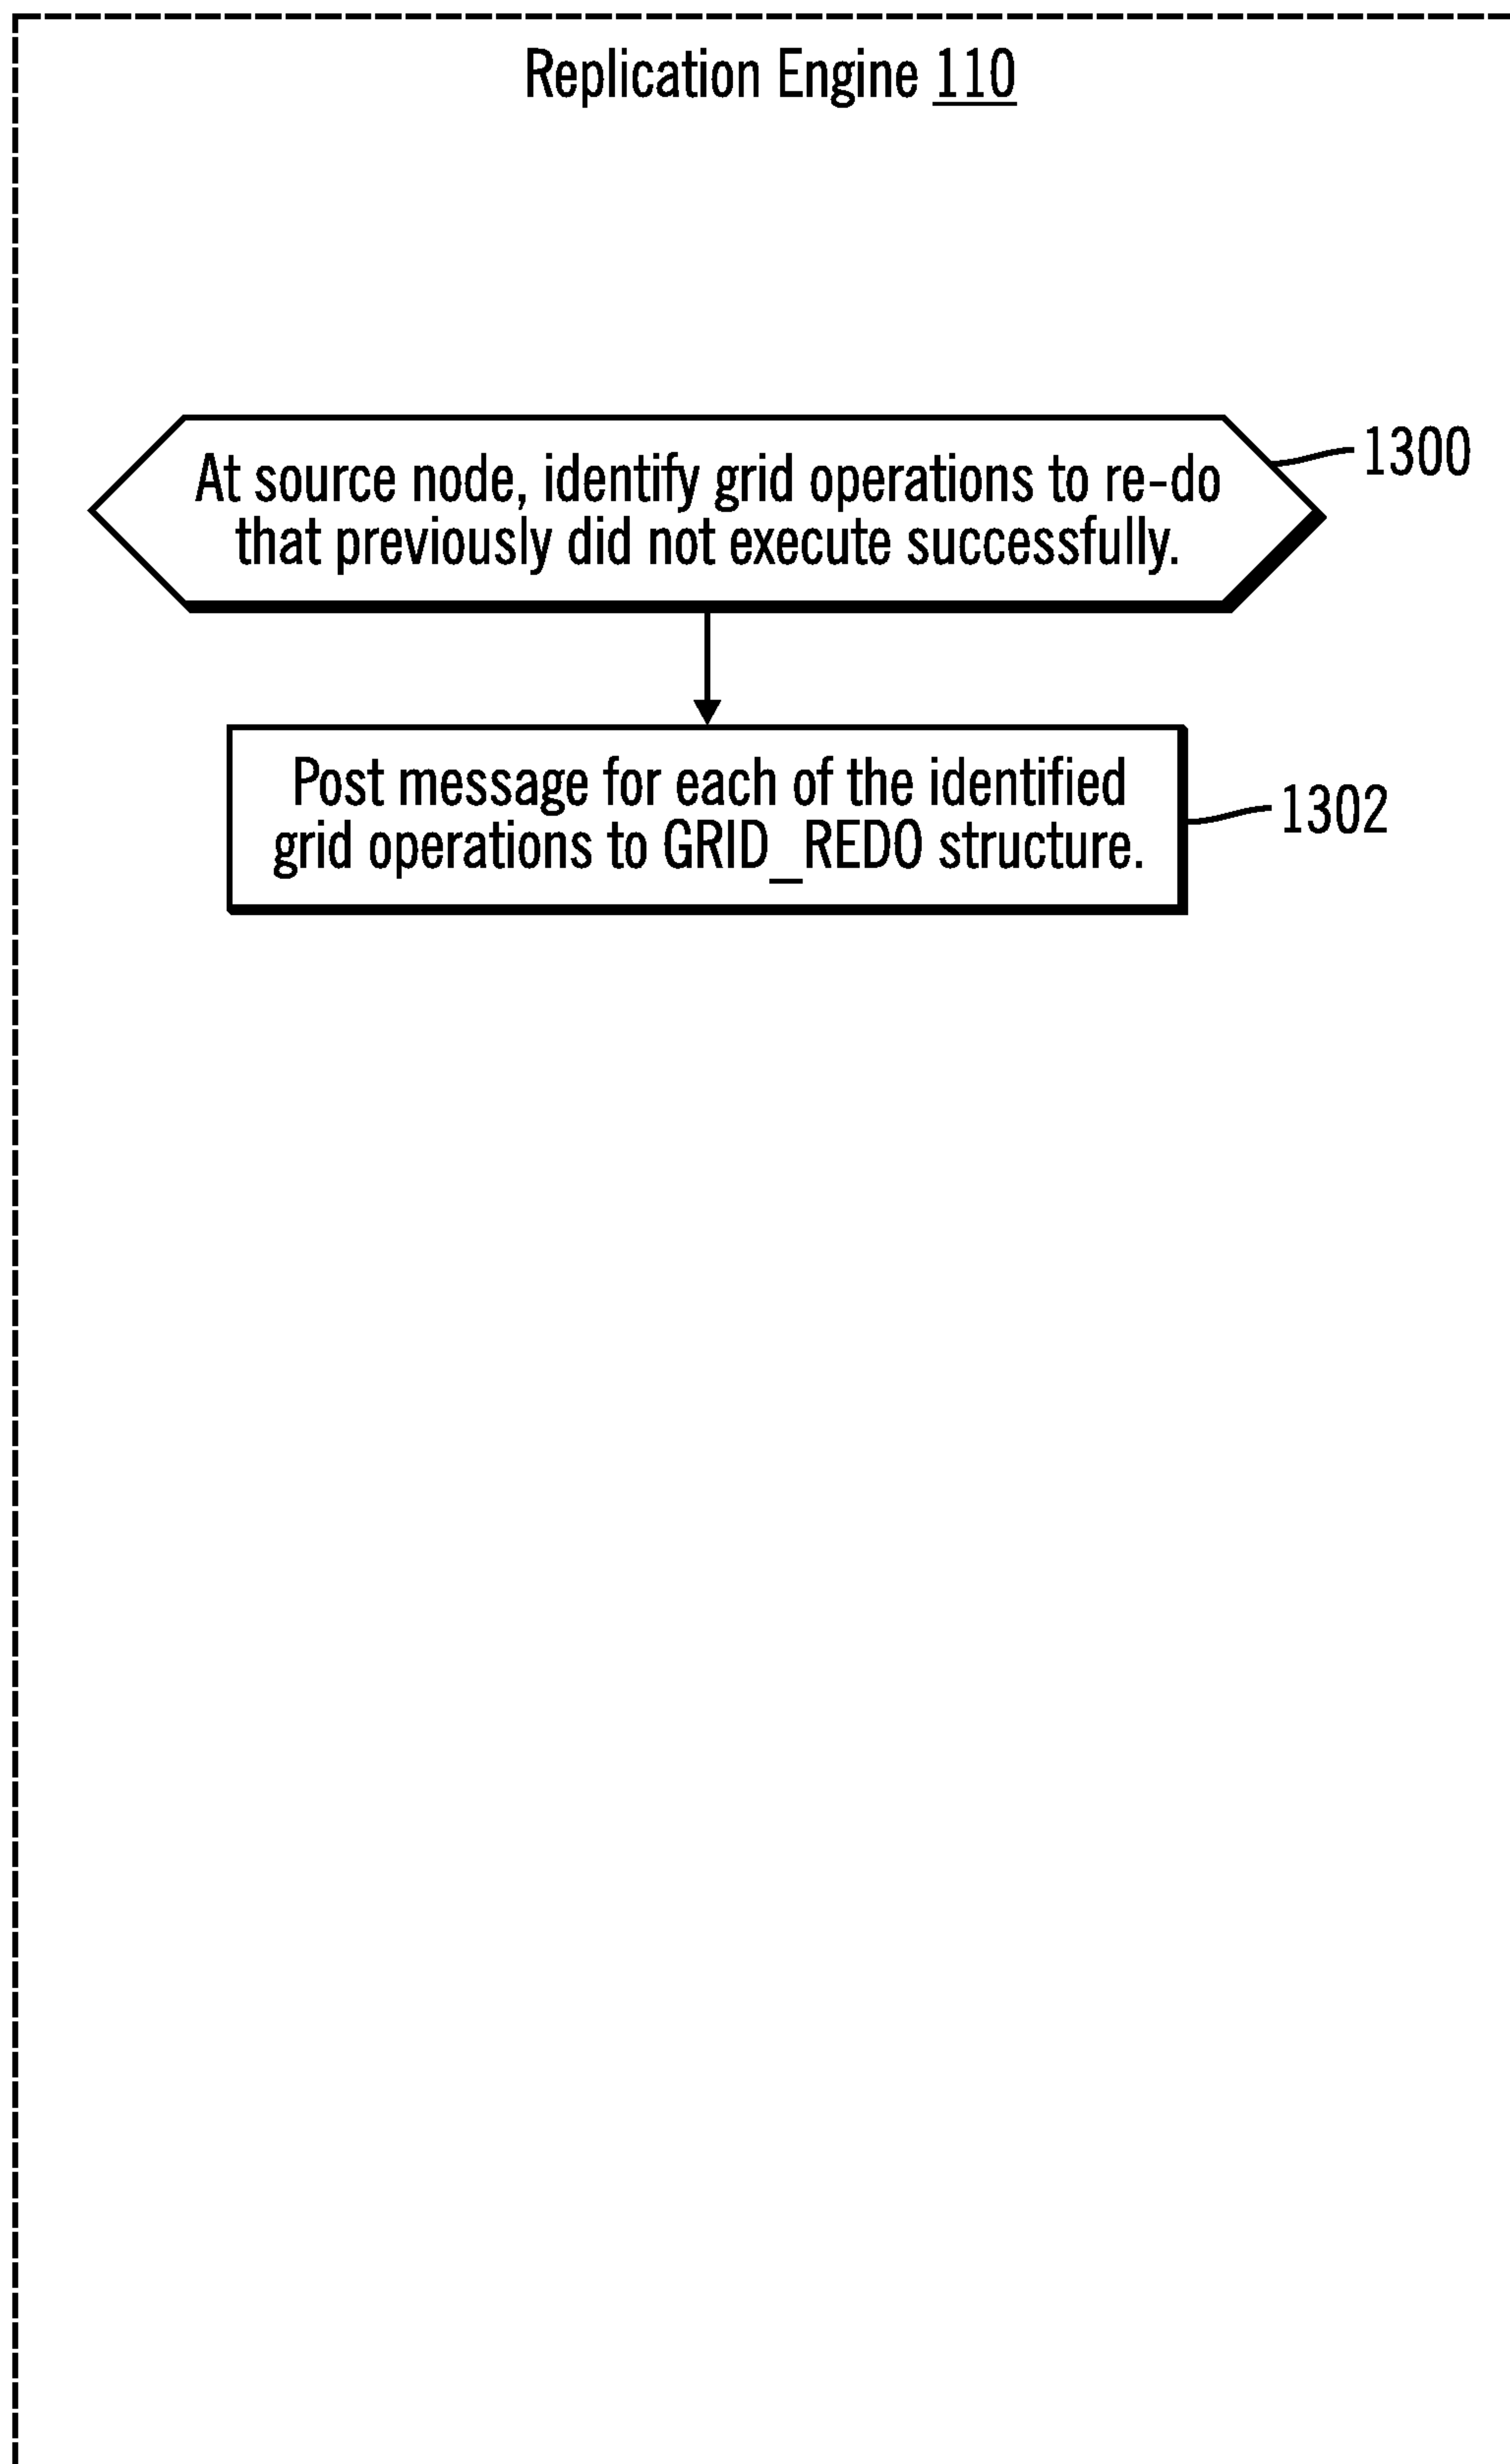 Replication Engine 110
At source node, identify grid operations to re-do
that previously did not execute successfully.
1300
Post message for each of the identified
grid operations to GRID_REDO structure.
1302